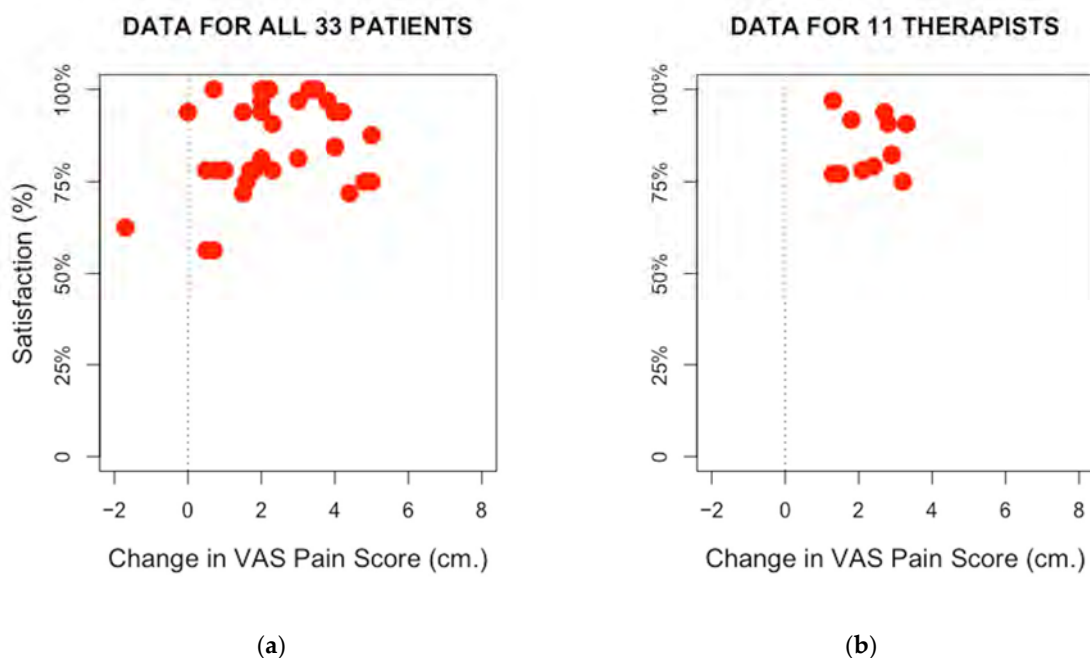 DATA FOR ALL 33 PATIENTS
Satisfaction (%)
100%
75%
50%
25%
0
−2 0 2 4 6 8
Change in VAS Pain Score (cm.)
(a)
DATA FOR 11 THERAPISTS
100%
75%
50%
25%
0
−2 0 2 4 6 8
Change in VAS Pain Score (cm.)
(b)